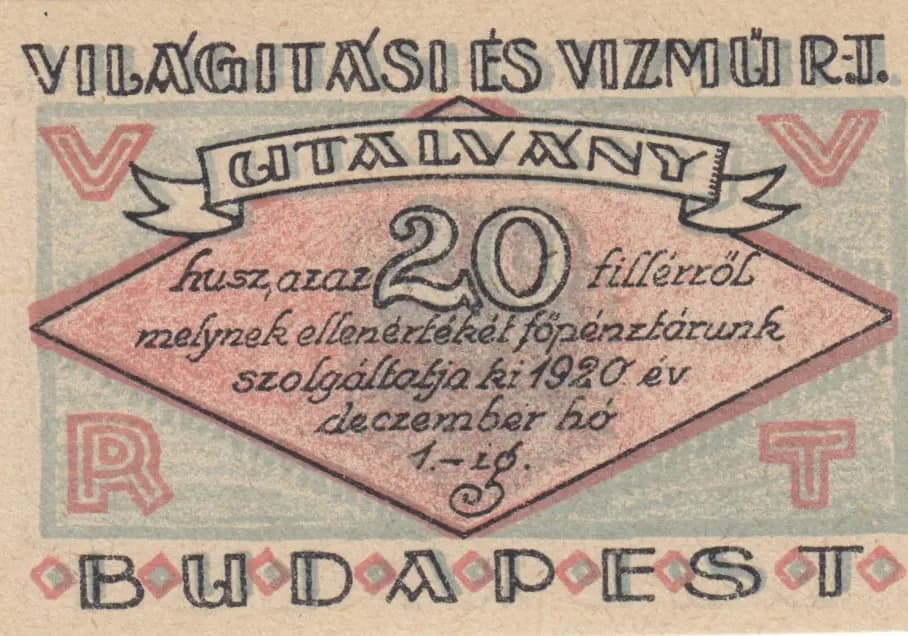 VILÁGITÁSI ÉS VIZMŰ R.T.
V V
UTALVÁNY
husz, azaz 20 fillérről
melynek ellenértékét főpénztárunk
szolgáltatja ki 1920 év
deczember hó
1.-ig.
R T
BUDAPEST